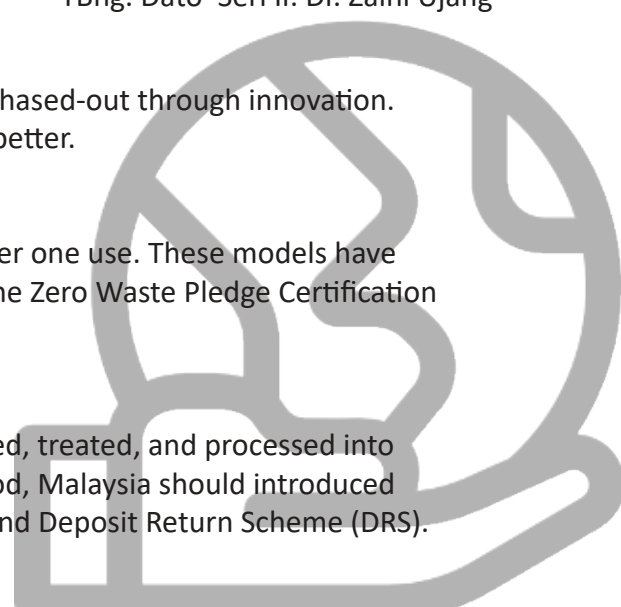 YBhg. Dato' Seri Ir. Dr. Zaini Ujang
hased-out through innovation.
better.
er one use. These models have
ne Zero Waste Pledge Certification
ed, treated, and processed into
od, Malaysia should introduced
nd Deposit Return Scheme (DRS).